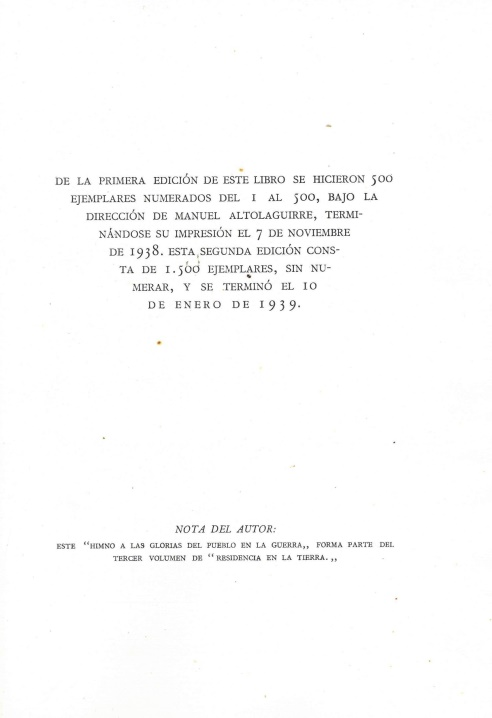 DE LA PRIMERA EDICIÓN DE ESTE LIBRO SE HICIERON 500
EJEMPLARES NUMERADOS DEL 1 AL 500, BAJO LA
DIRECCIÓN DE MANUEL ALTOLAGUIRRE, TERMI-
NÁNDOSE SU IMPRESIÓN EL 7 DE NOVIEMBRE
DE 1938. ESTA SEGUNDA EDICIÓN CONS-
TA DE 1.500 EJEMPLARES, SIN NU-
MERAR, Y SE TERMINÓ EL 10
DE ENERO DE 1939.
NOTA DEL AUTOR:
ESTE "HIMNO A LAS GLORIAS DEL PUEBLO EN LA GUERRA,, FORMA PARTE DEL
TERCER VOLUMEN DE "RESIDENCIA EN LA TIERRA.,,